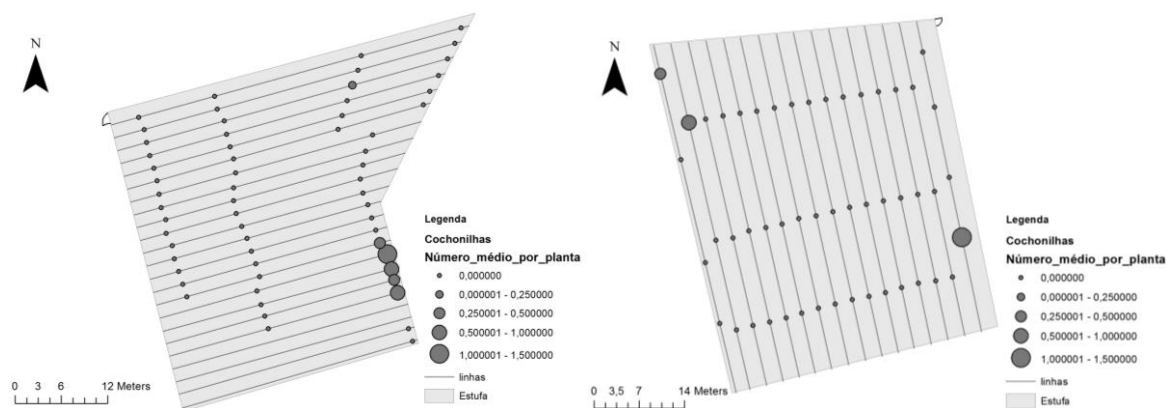 N
Legenda
Cochonilhas
Número_médio_por_planta
0,000000
0,000001 - 0,250000
0,250001 - 0,500000
0,500001 - 1,000000
1,000001 - 1,500000
linhas
Estufa
0 3 6 12 Meters
N
Legenda
Cochonilhas
Número_médio_por_planta
0,000000
0,000001 - 0,250000
0,250001 - 0,500000
0,500001 - 1,000000
1,000001 - 1,500000
linhas
Estufa
0 3,5 7 14 Meters